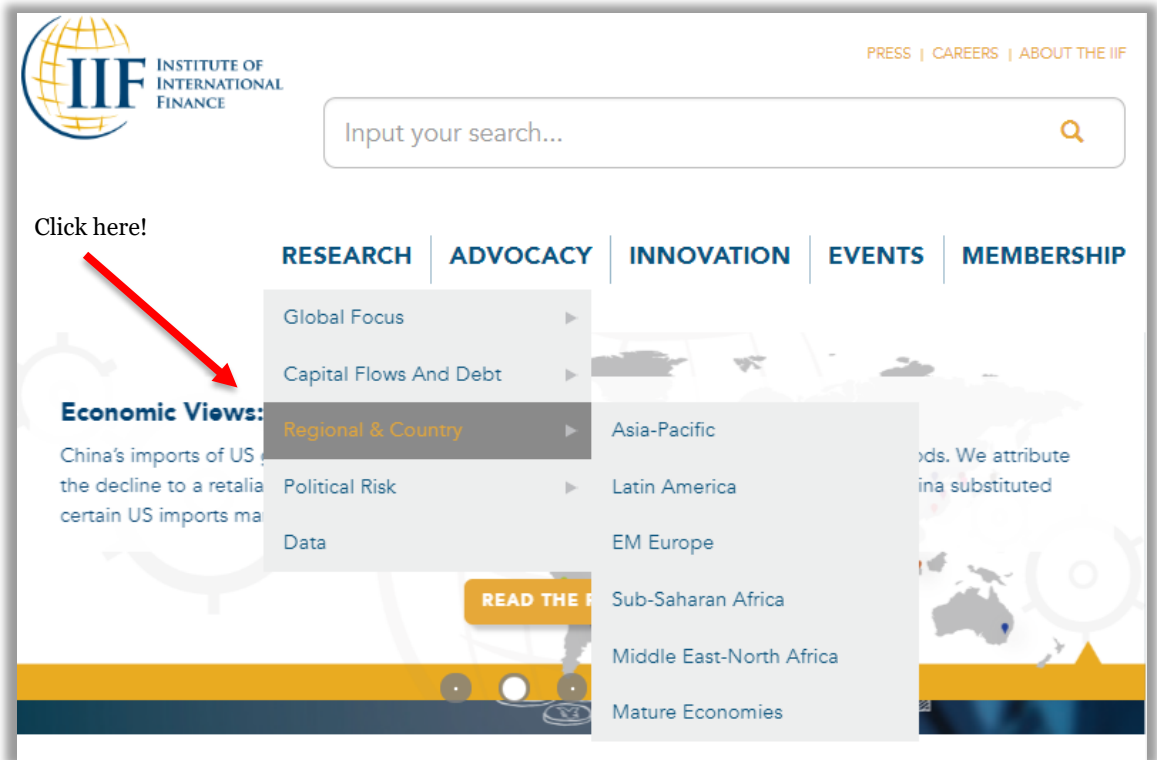 IIF
INSTITUTE OF
INTERNATIONAL
FINANCE
PRESS | CAREERS | ABOUT THE IIF
Input your search...
Click here!
RESEARCH
ADVOCACY
INNOVATION
EVENTS
MEMBERSHIP
Global Focus
Capital Flows And Debt
Regional & Country
Political Risk
Data
Asia-Pacific
Latin America
EM Europe
Sub-Saharan Africa
Middle East-North Africa
Mature Economies
Economic Views:
China's imports of US
ods. We attribute
the decline to a retalia
ina substituted
certain US imports ma
READ THE